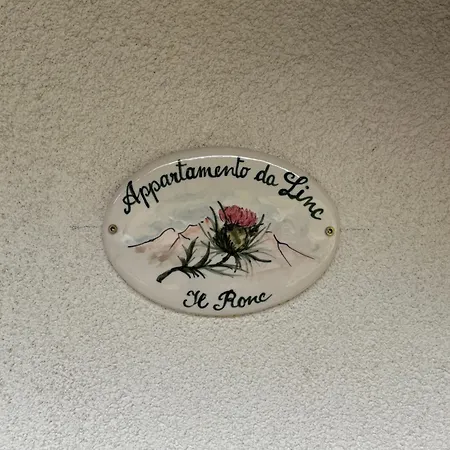 Appartamento da Linc
Il Ronc